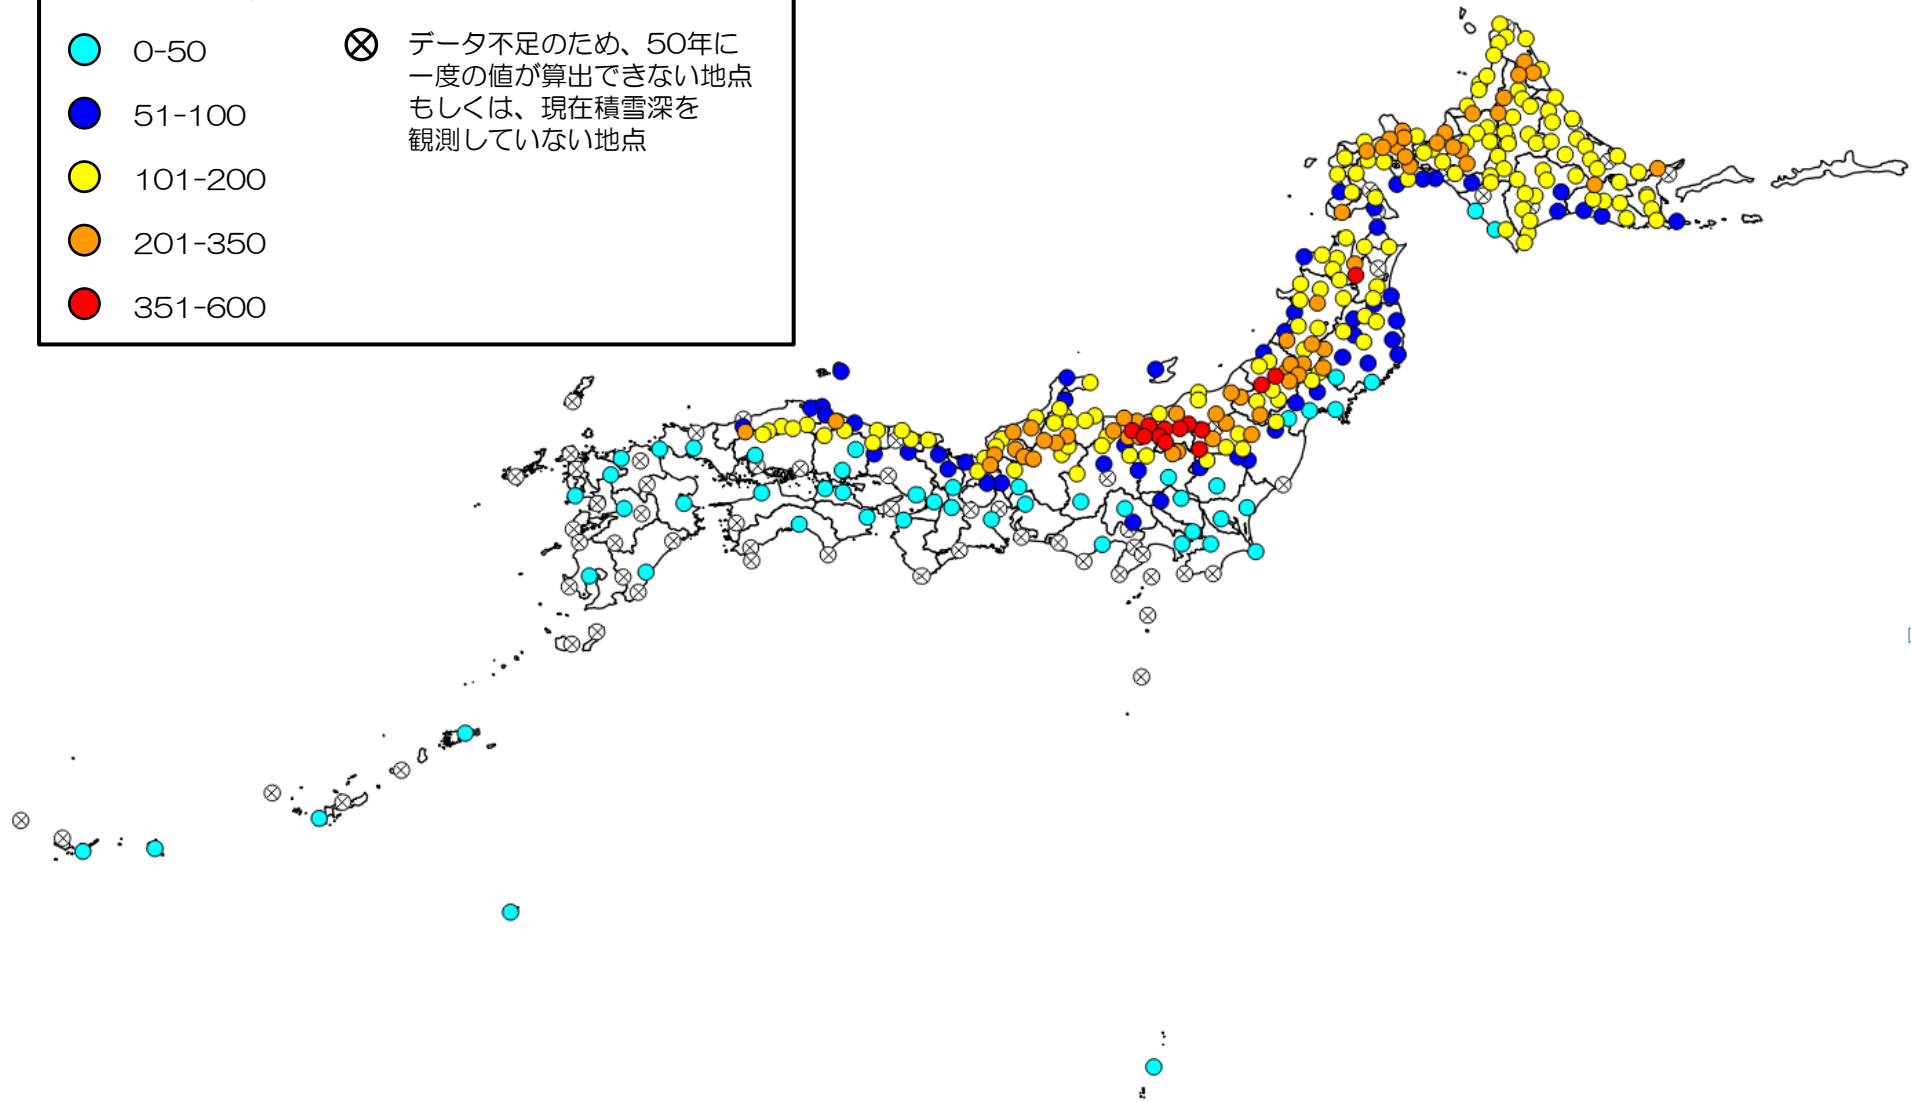 0-50
51-100
101-200
201-350
351-600
データ不足のため、50年に
一度の値が算出できない地点
もしくは、現在積雪深を
観測していない地点